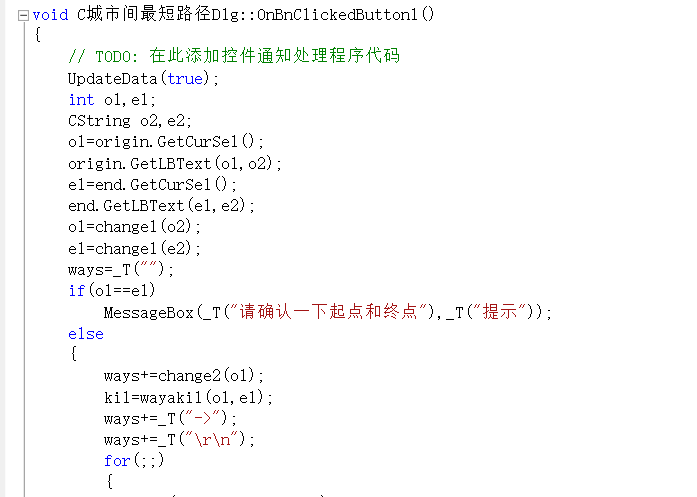 void C城市间最短路径Dlg::OnBnClickedButton1()
{
// TODO: 在此添加控件通知处理程序代码
UpdateData(true);
int o1,e1;
CString o2,e2;
o1=origin.GetCurSel();
origin.GetLBText(o1,o2);
e1=end.GetCurSel();
end.GetLBText(e1,e2);
o1=change1(o2);
e1=change1(e2);
ways=_T("");
if(o1==e1)
MessageBox(_T("请确认一下起点和终点"),_T("提示"));
else
{
ways+=change2(o1);
kil=wayakil(o1,e1);
ways+=_T("->");
ways+=_T("\r\n");
for(;;)
{